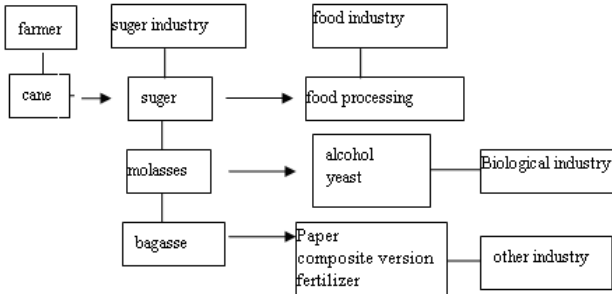 farmer
suger industry
food industry
cane
suger
food processing
molasses
alcohol
yeast
Biological industry
bagasse
Paper
composite version
fertilizer
other industry